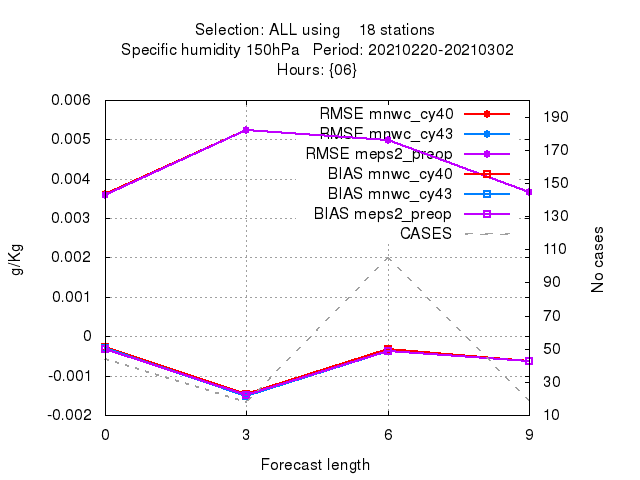 Selection: ALL using 18 stations
Specific humidity 150hPa Period: 20210220-20210302
Hours: {06}
0.006
0.005
0.004
0.003
0.002
0.001
0
-0.001
-0.002
g/Kg
RMSE mnwc_cy40
RMSE mnwc_cy43
RMSE meps2_preop
BIAS mnwc_cy40
BIAS mnwc_cy43
BIAS meps2_preop
CASES
190
170
150
130
110
90
70
50
30
10
No cases
0 3 6 9
Forecast length